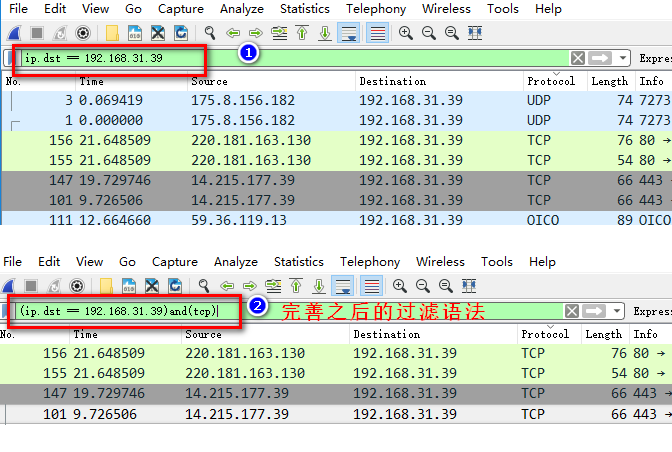 File Edit View Go Capture Analyze Statistics Telephony Wireless Tools Help
ip.dst == 192.168.31.39 1 Expres
No. Time Source Destination Protocol Length Info
3 0.069419 175.8.156.182 192.168.31.39 UDP 74 7273
1 0.000000 175.8.156.182 192.168.31.39 UDP 74 7273
156 21.648509 220.181.163.130 192.168.31.39 TCP 76 80 →
155 21.648509 220.181.163.130 192.168.31.39 TCP 54 80 →
147 19.729746 14.215.177.39 192.168.31.39 TCP 66 443 →
101 9.726506 14.215.177.39 192.168.31.39 TCP 66 443 →
111 12.664660 59.36.119.13 192.168.31.39 OICQ 89 OICQ
File Edit View Go Capture Analyze Statistics Telephony Wireless Tools Help
(ip.dst == 192.168.31.39)and(tcp) 2 完善之后的过滤语法 Expres
No. Time Source Destination Protocol Length Info
156 21.648509 220.181.163.130 192.168.31.39 TCP 76 80 →
155 21.648509 220.181.163.130 192.168.31.39 TCP 54 80 →
147 19.729746 14.215.177.39 192.168.31.39 TCP 66 443 →
101 9.726506 14.215.177.39 192.168.31.39 TCP 66 443 →